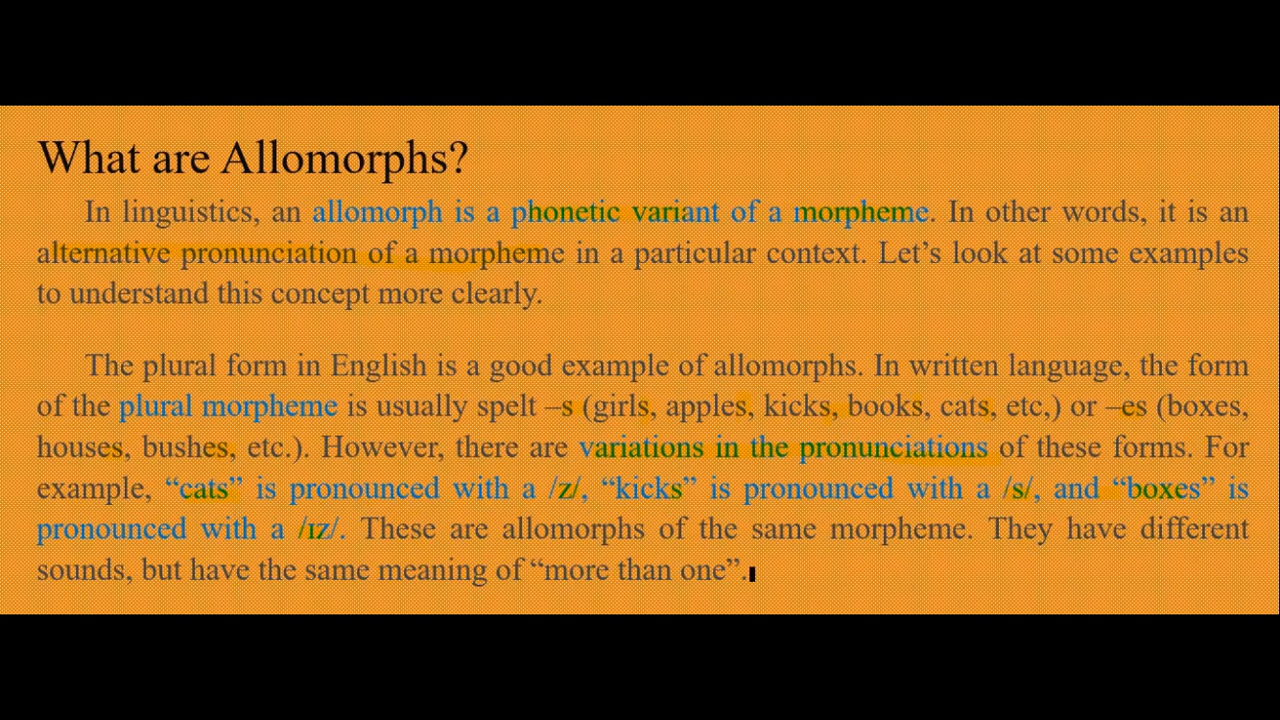 What are Allomorphs?
In linguistics, an allomorph is a phonetic variant of a morpheme. In other words, it is an
alternative pronunciation of a morpheme in a particular context. Let’s look at some examples
to understand this concept more clearly.
The plural form in English is a good example of allomorphs. In written language, the form
of the plural morpheme is usually spelt –s (girls, apples, kicks, books, cats, etc,) or –es (boxes,
houses, bushes, etc.). However, there are variations in the pronunciations of these forms. For
example, “cats” is pronounced with a /z/, “kicks” is pronounced with a /s/, and “boxes” is
pronounced with a /ɪz/. These are allomorphs of the same morpheme. They have different
sounds, but have the same meaning of “more than one”.